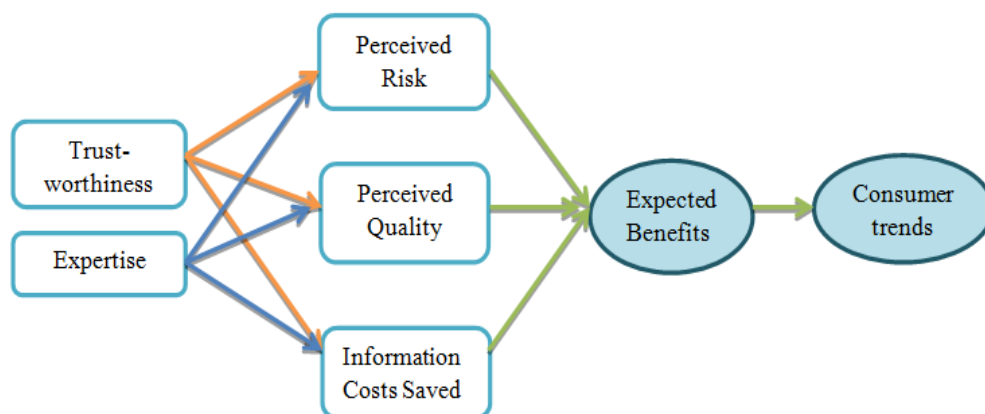 Trust-
worthiness
Expertise
Perceived
Risk
Perceived
Quality
Information
Costs Saved
Expected
Benefits
Consumer
trends